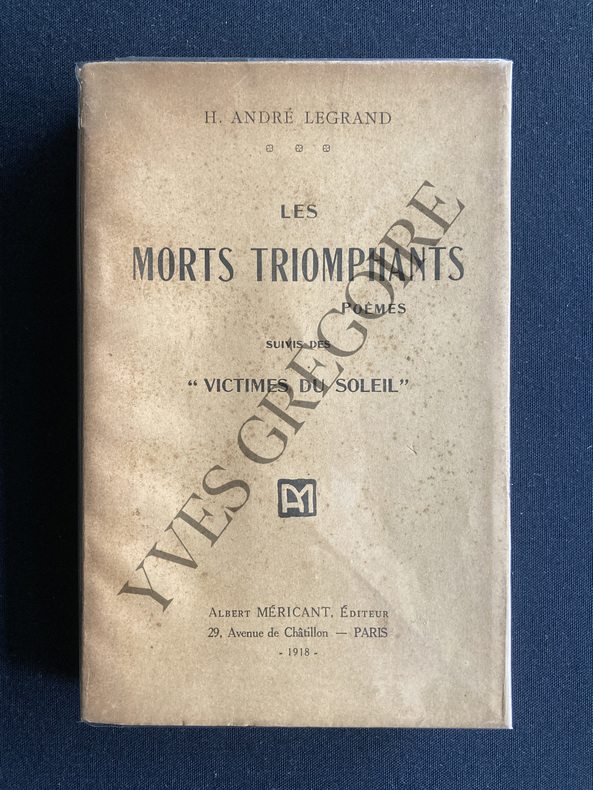 H. ANDRÉ LEGRAND
LES
MORTS TRIOMPHANTS
POÈMES
SUIVIS DES
“ VICTIMES DU SOLEIL”
AM
ALBERT MÉRICANT, ÉDITEUR
29, Avenue de Châtillon — PARIS
- 1918 -
YVES GRÉGOIRE